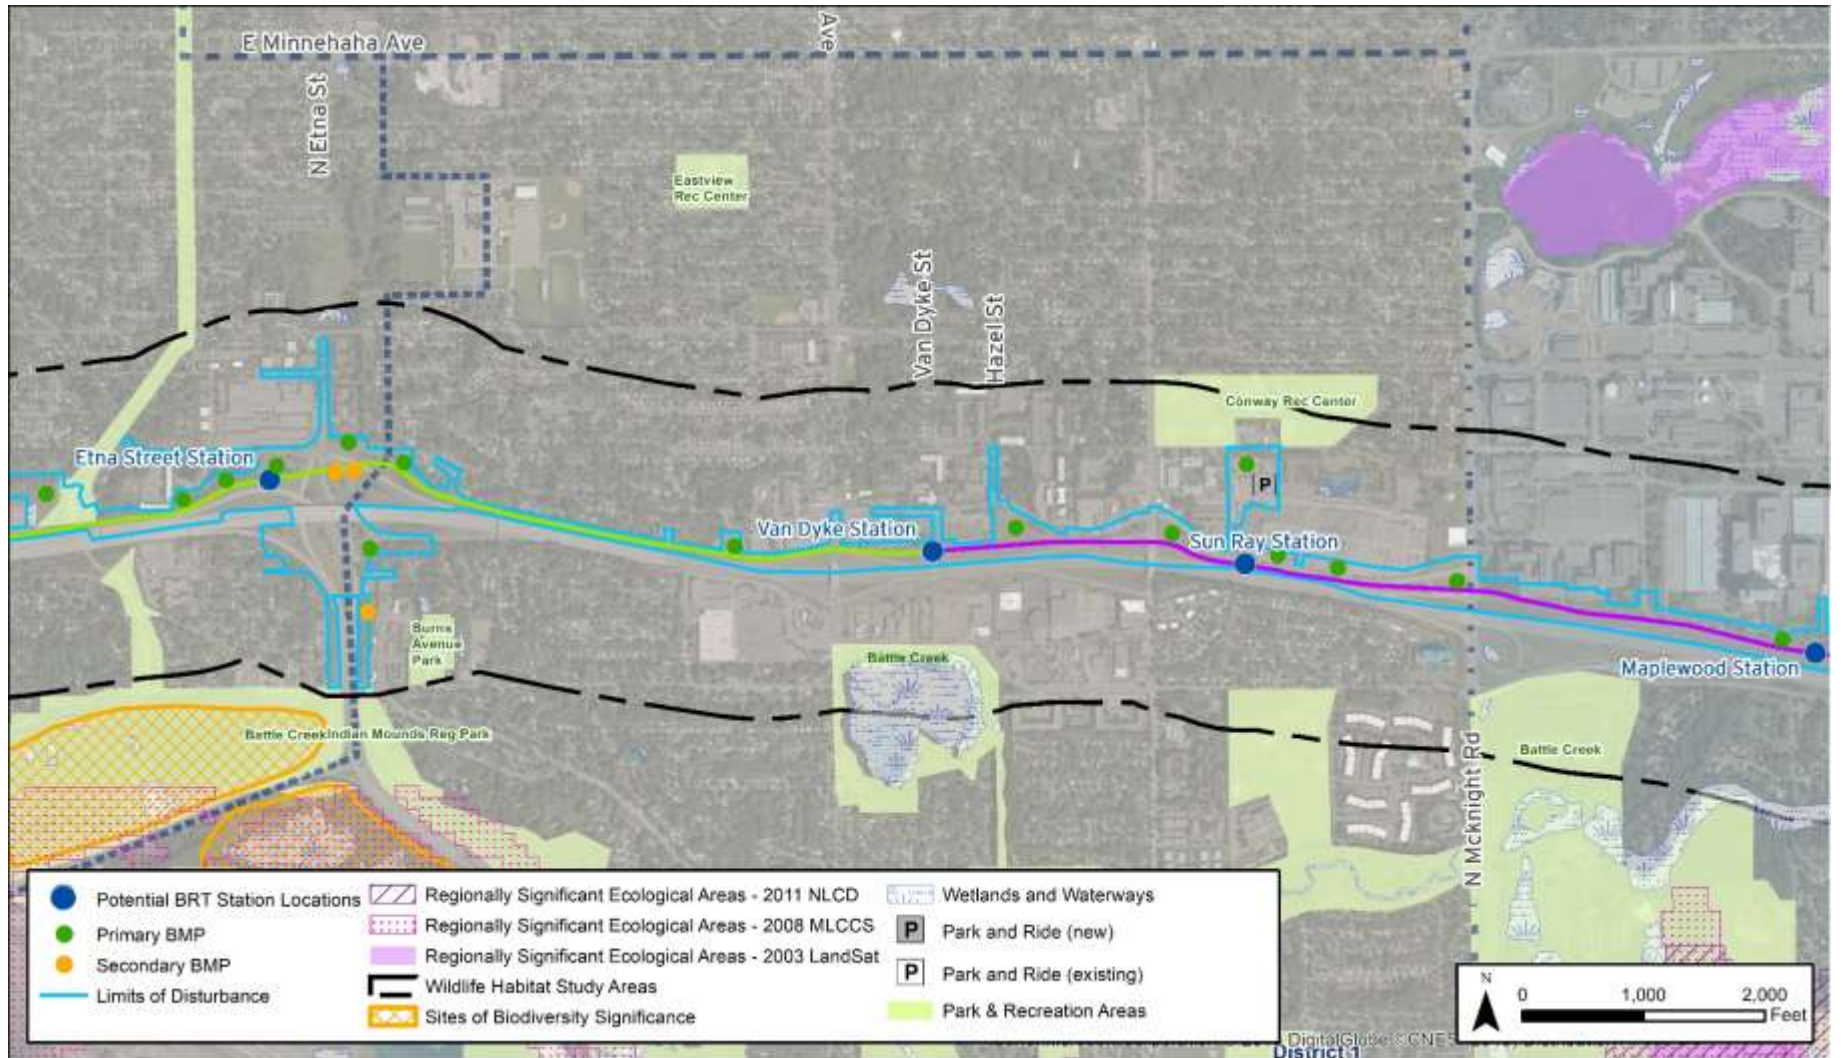 E Minnehaha Ave
Ave
N Etna St
Eastview
Rec Center
Van Dyke St
Hazel St
Conway Rec Center
Etna Street Station
P
Van Dyke Station
Sun Ray Station
Burns
Avenue
Park
Battle Creek
Maplewood Station
Battle CreekIndian Mounds Reg Park
Battle Creek
N Mcknight Rd
Potential BRT Station Locations
Primary BMP
Secondary BMP
Limits of Disturbance
Regionally Significant Ecological Areas - 2011 NLCD
Regionally Significant Ecological Areas - 2008 MLCCS
Regionally Significant Ecological Areas - 2003 LandSat
Wildlife Habitat Study Areas
Sites of Biodiversity Significance
Wetlands and Waterways
P Park and Ride (new)
P Park and Ride (existing)
Park & Recreation Areas
N
0 1,000 2,000
Feet
DigitalGlobe
District 1